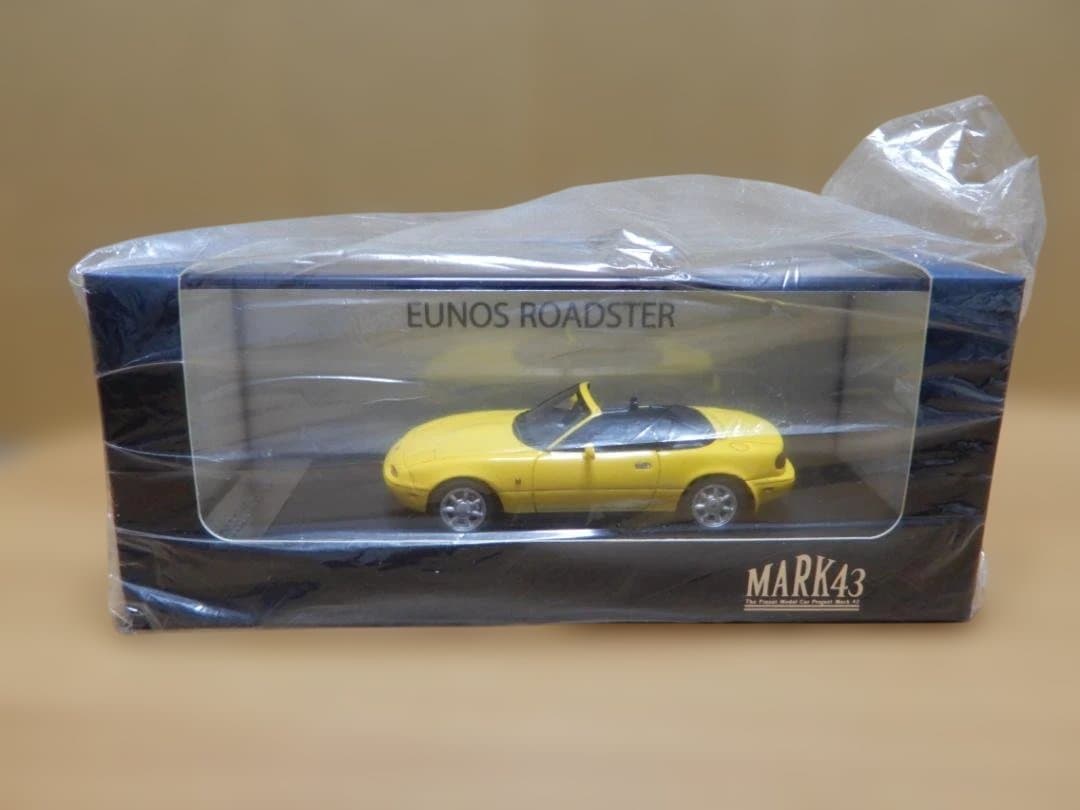 EUNOS ROADSTER
MARK43
The Finest Model Car Project Mark 43